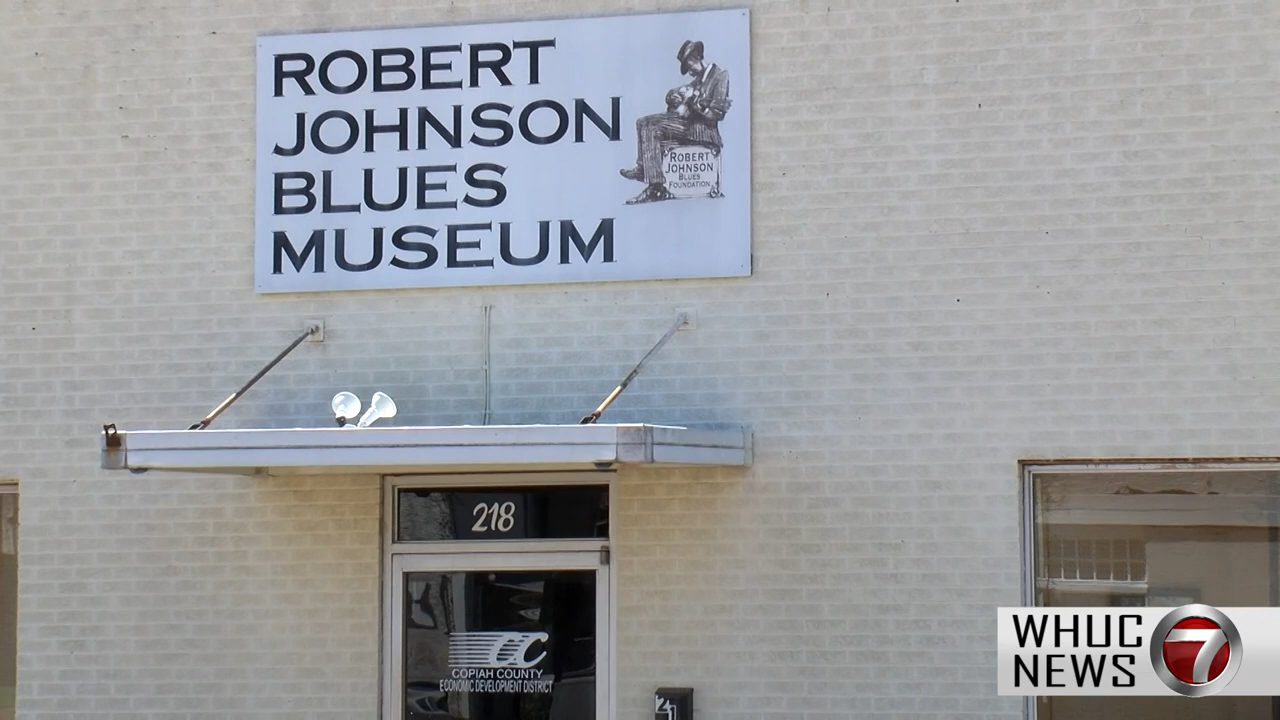 ROBERT
JOHNSON
BLUES
MUSEUM
ROBERT
JOHNSON
BLUES
FOUNDATION
218
CC
COPIAH COUNTY
ECONOMIC DEVELOPMENT DISTRICT
WHUC
NEWS
7